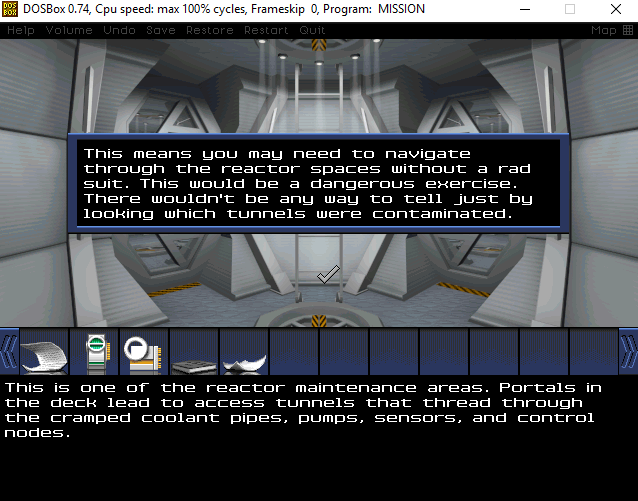 DOSBox 0.74, Cpu speed: max 100% cycles, Frameskip 0, Program: MISSION
DOS
BOX
Help Volume Undo Save Restore Restart Quit Map
This means you may need to navigate
through the reactor spaces without a rad
suit. This would be a dangerous exercise.
There wouldn't be any way to tell just by
looking which tunnels were contaminated.
This is one of the reactor maintenance areas. Portals in
the deck lead to access tunnels that thread through
the cramped coolant pipes, pumps, sensors, and control
nodes.